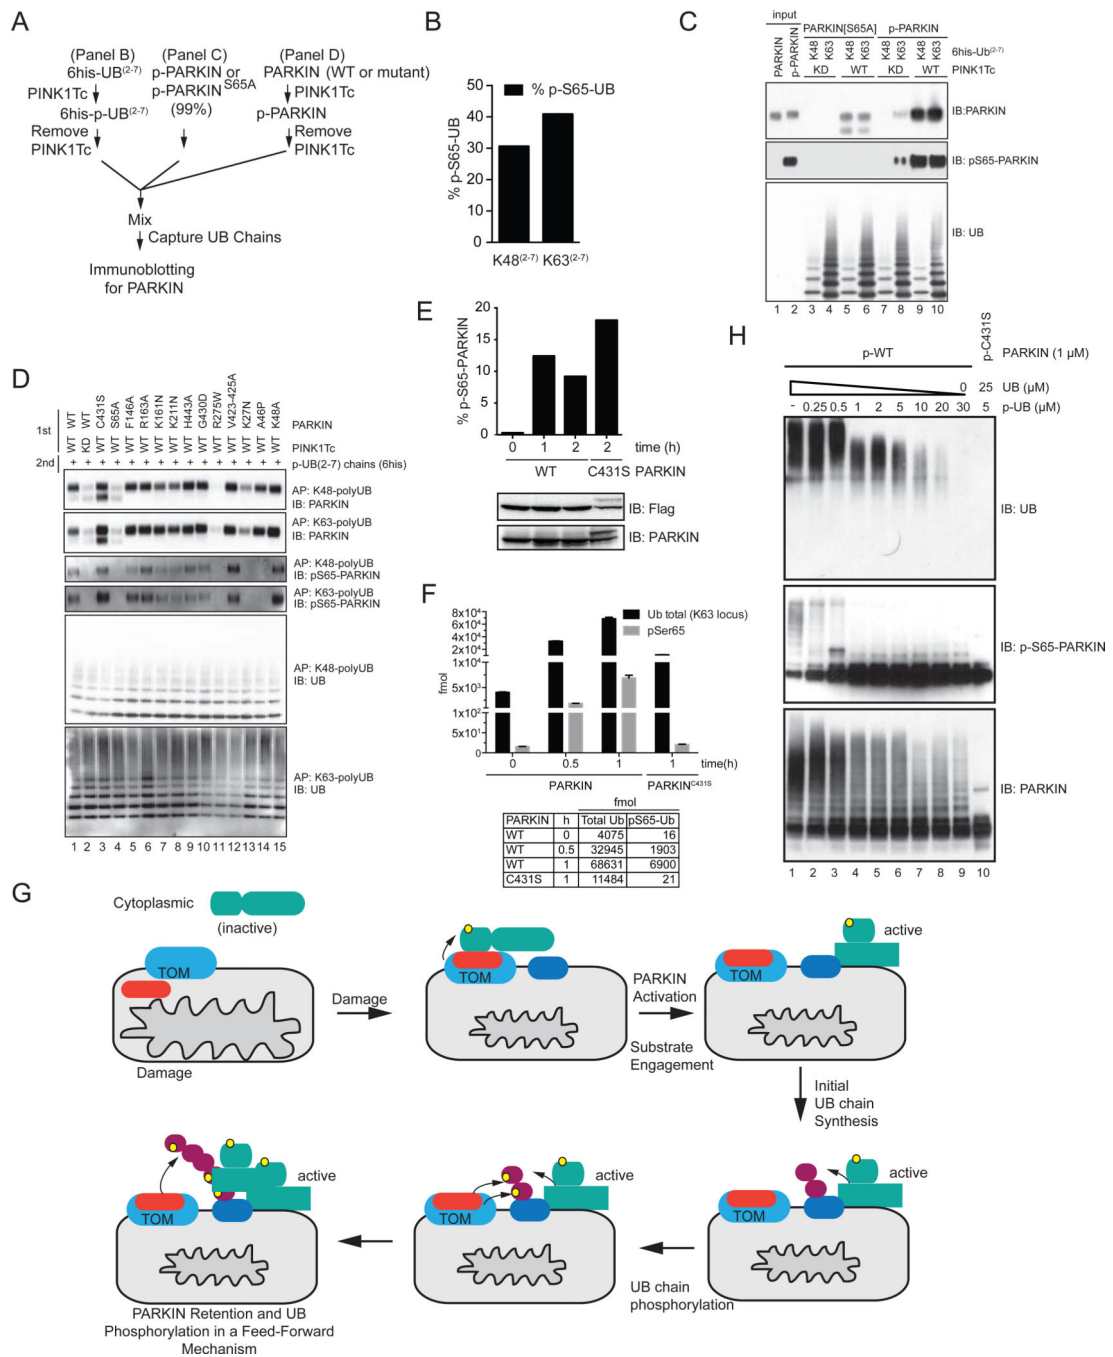 A
(Panel B)
6his-UB(2-7)
PINK1Tc
6his-p-UB(2-7)
Remove
PINK1Tc
(Panel C)
p-PARKIN or
p-PARKIN S65A
(99%)
(Panel D)
PARKIN (WT or mutant)
PINK1Tc
p-PARKIN
Remove
PINK1Tc
Mix
Capture UB Chains
Immunoblotting
for PARKIN
B
% p-S65-UB
% p-S65-UB
50
40
30
20
10
0
K48(2-7) K63(2-7)
C
input
PARKIN[S65A] p-PARKIN
PARKIN
p-PARKIN
K48 K63 K48 K63 K48 K63 K48 K63 6his-Ub(2-7)
KD WT KD WT PINK1Tc
IB:PARKIN
IB: pS65-PARKIN
IB: UB
1 2 3 4 5 6 7 8 9 10
D
1st
WT WT C431S S65A F146A R163A K161N K211N H443A G430D R275W V423-425A K27N A46P K48A PARKIN
WT KD WT WT WT WT WT WT WT WT WT WT WT WT WT PINK1Tc
2nd + + + + + + + + + + + + + + + p-UB(2-7) chains (6his)
AP: K48-polyUB
IB: PARKIN
AP: K63-polyUB
IB: PARKIN
AP: K48-polyUB
IB: pS65-PARKIN
AP: K63-polyUB
IB: pS65-PARKIN
AP: K48-polyUB
IB: UB
AP: K63-polyUB
IB: UB
1 2 3 4 5 6 7 8 9 10 11 12 13 14 15
E
% p-S65-PARKIN
20
15
10
5
0
0 1 2 2 time (h)
WT C431S PARKIN
IB: Flag
IB: PARKIN
F
Ub total (K63 locus)
pSer65
fmol
8x10⁴
7x10⁴
6x10⁴
5x10⁴
4x10⁴
3x10⁴
2x10⁴
1x10⁴
1x10⁴
5x10³
1x10²
5x10¹
0
0 0.5 1 1 time(h)
PARKIN PARKINC431S
fmol
PARKIN h Total Ub pS65-Ub
WT 0 4075 16
WT 0.5 32945 1903
WT 1 68631 6900
C431S 1 11484 21
H
p-WT p-C431S PARKIN (1 µM)
0 25 UB (µM)
- 0.25 0.5 1 2 5 10 20 30 5 p-UB (µM)
IB: UB
IB: p-S65-PARKIN
IB: PARKIN
1 2 3 4 5 6 7 8 9 10
G
Cytoplasmic
(inactive)
TOM
Damage
Damage
TOM
PARKIN
Activation
Substrate
Engagement
active
TOM
Initial
UB chain
Synthesis
active
TOM
UB chain
phosphorylation
active
TOM
active
TOM
PARKIN Retention and UB
Phosphorylation in a Feed-Forward
Mechanism